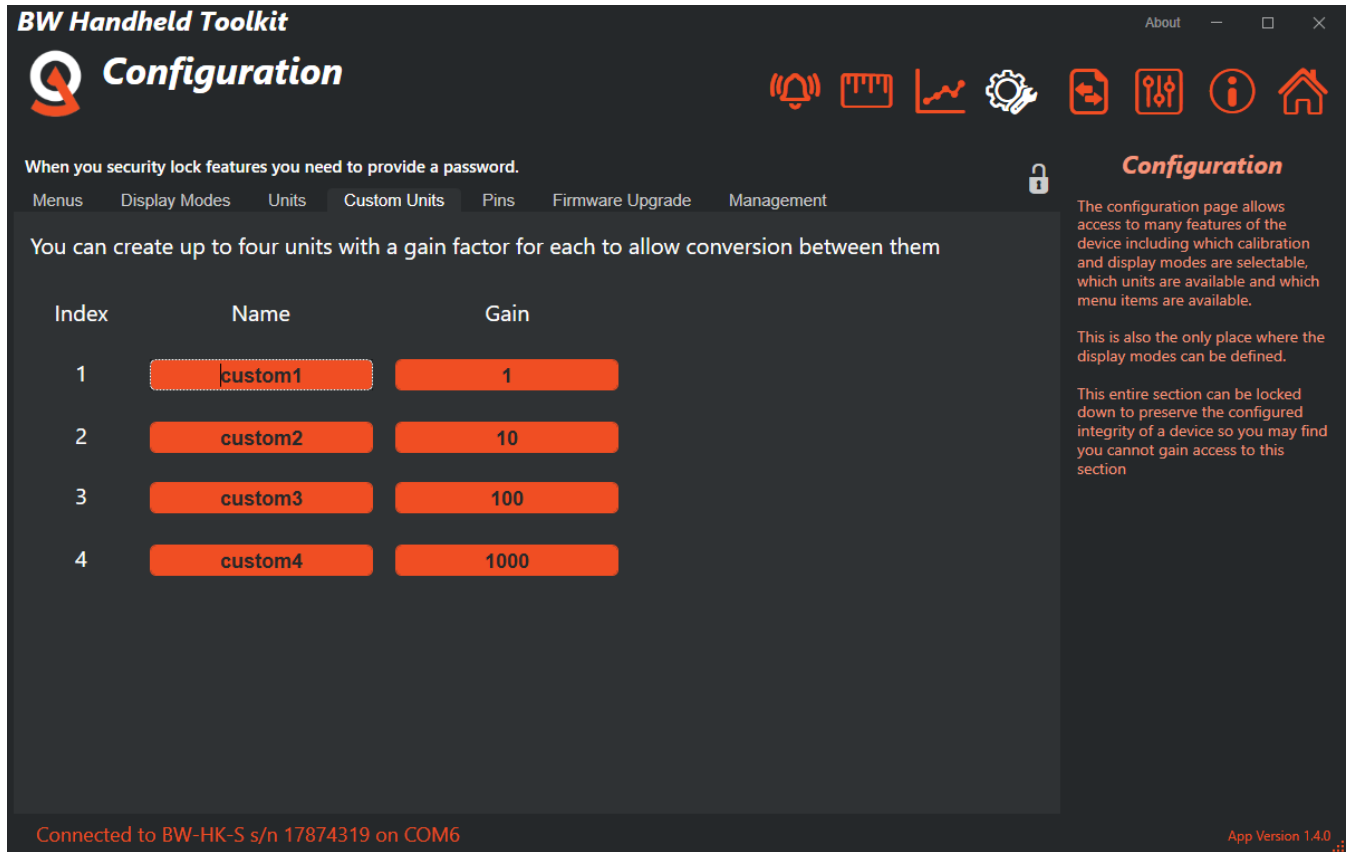 BW Handheld Toolkit
About
Configuration
When you security lock features you need to provide a password.
Menus Display Modes Units Custom Units Pins Firmware Upgrade Management
You can create up to four units with a gain factor for each to allow conversion between them
Index Name Gain
1 custom1 1
2 custom2 10
3 custom3 100
4 custom4 1000
Configuration
The configuration page allows
access to many features of the
device including which calibration
and display modes are selectable,
which units are available and which
menu items are available.
This is also the only place where the
display modes can be defined.
This entire section can be locked
down to preserve the configured
integrity of a device so you may find
you cannot gain access to this
section
Connected to BW-HK-S s/n 17874319 on COM6
App Version 1.4.0